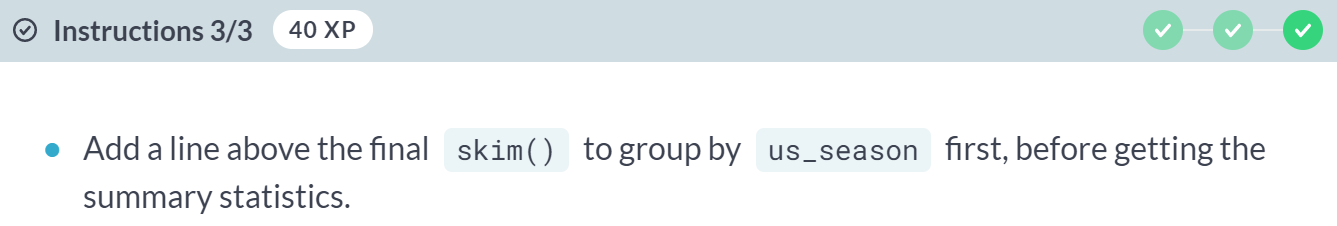 Instructions 3/3 40 XP
Add a line above the final skim() to group by us_season first, before getting the
summary statistics.